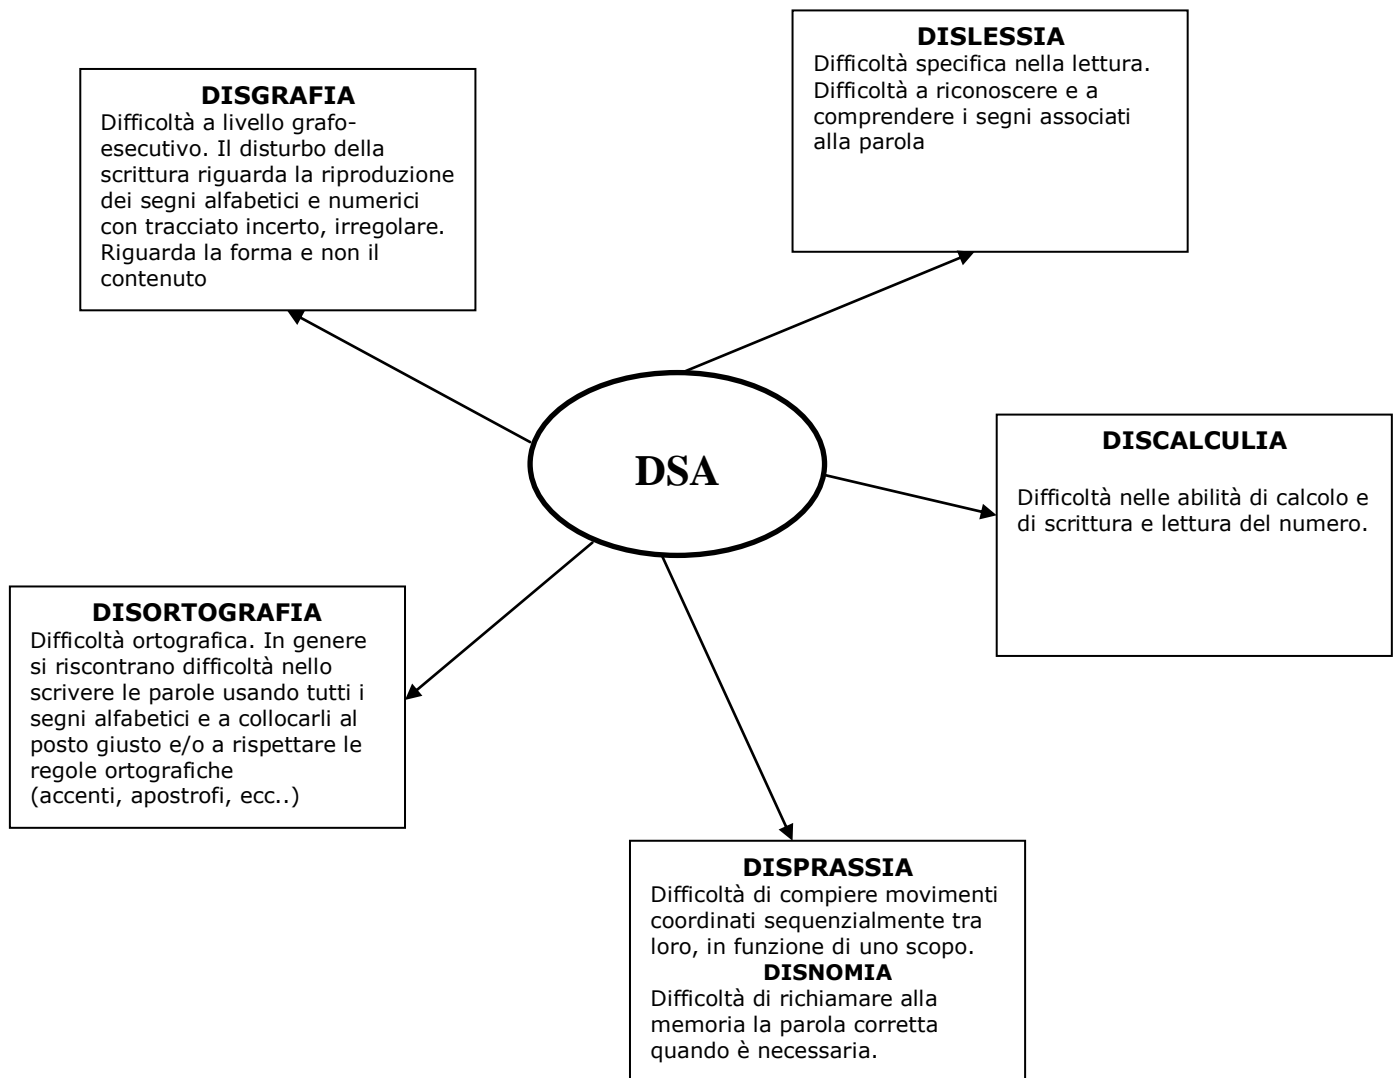 DISLESSIA
Difficoltà specifica nella lettura.
Difficoltà a riconoscere e a
comprendere i segni associati
alla parola
DISGRAFIA
Difficoltà a livello grafo-
esecutivo. Il disturbo della
scrittura riguarda la riproduzione
dei segni alfabetici e numerici
con tracciato incerto, irregolare.
Riguarda la forma e non il
contenuto
DSA
DISCALCULIA
Difficoltà nelle abilità di calcolo e
di scrittura e lettura del numero.
DISORTOGRAFIA
Difficoltà ortografica. In genere
si riscontrano difficoltà nello
scrivere le parole usando tutti i
segni alfabetici e a collocarli al
posto giusto e/o a rispettare le
regole ortografiche
(accenti, apostrofi, ecc..)
DISPRASSIA
Difficoltà di compiere movimenti
coordinati sequenzialmente tra
loro, in funzione di uno scopo.
DISNOMIA
Difficoltà di richiamare alla
memoria la parola corretta
quando è necessaria.